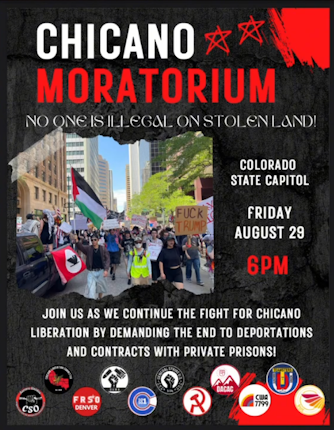 CHICANO
MORATORIUM
NO ONE IS ILLEGAL ON STOLEN LAND!
COLORADO
STATE CAPITOL
FUCK
TRUMP
FRIDAY
AUGUST 29
6PM
JOIN US AS WE CONTINUE THE FIGHT FOR CHICANO
LIBERATION BY DEMANDING THE END TO DEPORTATIONS
AND CONTRACTS WITH PRIVATE PRISONS!
CSO
FRSO
DENVER
DACAC
CWA
7799